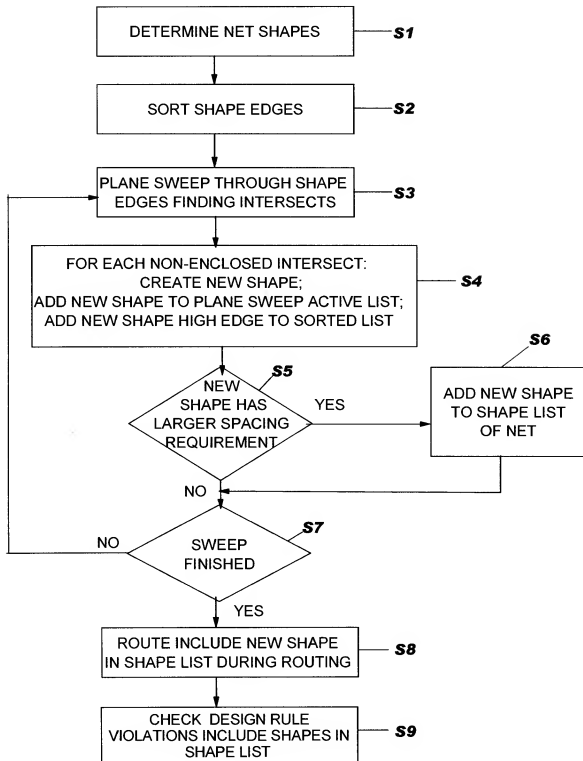 DETERMINE NET SHAPES
S1
SORT SHAPE EDGES
S2
PLANE SWEEP THROUGH SHAPE
EDGES FINDING INTERSECTS
S3
FOR EACH NON-ENCLOSED INTERSECT:
CREATE NEW SHAPE;
ADD NEW SHAPE TO PLANE SWEEP ACTIVE LIST;
ADD NEW SHAPE HIGH EDGE TO SORTED LIST
S4
S5
NEW
SHAPE HAS
LARGER SPACING
REQUIREMENT
YES
S6
ADD NEW SHAPE
TO SHAPE LIST
OF NET
NO
S7
SWEEP
FINISHED
NO
YES
ROUTE INCLUDE NEW SHAPE
IN SHAPE LIST DURING ROUTING
S8
CHECK DESIGN RULE
VIOLATIONS INCLUDE SHAPES IN
SHAPE LIST
S9